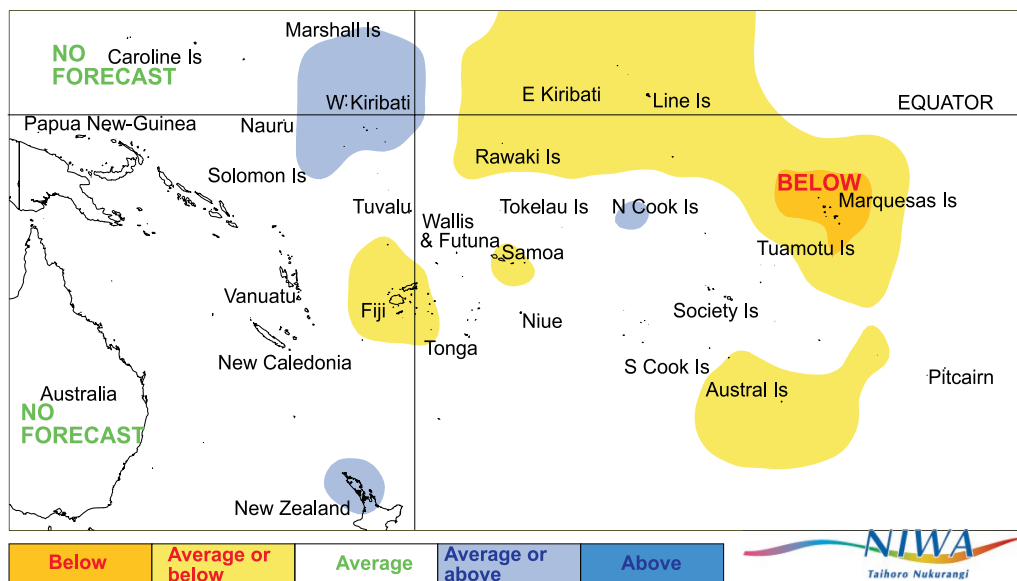 Marshall Is
NO
FORECAST
Caroline Is
W. Kiribati
E Kiribati
Line Is
EQUATOR
Papua New-Guinea
Nauru
Rawaki Is
Solomon Is
BELOW
Marquesas Is
Tuvalu
Tokelau Is
N Cook Is
Wallis
& Futuna
Samoa
Tuamotu Is
Vanuatu
Fiji
Niue
Society Is
Tonga
New Caledonia
S Cook Is
Australia
Austral Is
Pitcairn
NO
FORECAST
New Zealand
Below
Average or
below
Average
Average or
above
Above
NIWA
Taihoro Nukurangi